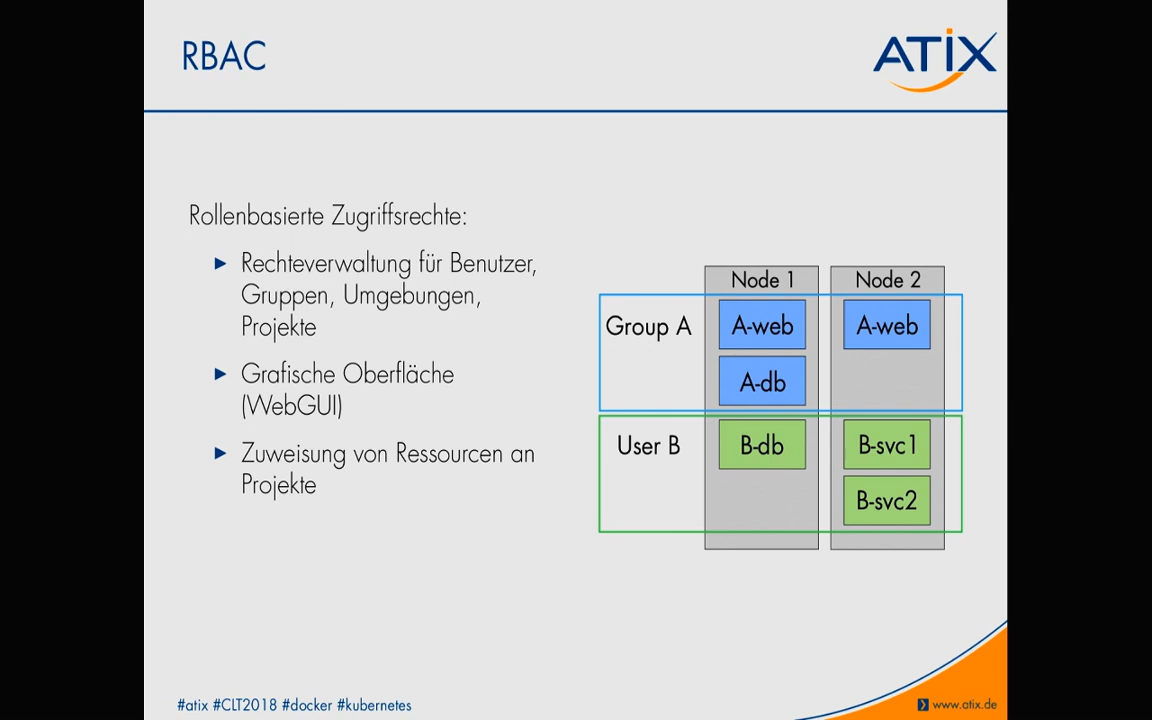 RBAC
ATIX
Rollenbasierte Zugriffsrechte:
Rechteverwaltung für Benutzer,
Gruppen, Umgebungen,
Projekte
Grafische Oberfläche
(WebGUI)
Zuweisung von Ressourcen an
Projekte
Node 1
Node 2
Group A
A-web
A-web
A-db
User B
B-db
B-svc1
B-svc2
#atix #CLT2018 #docker #kubernetes
www.atix.de